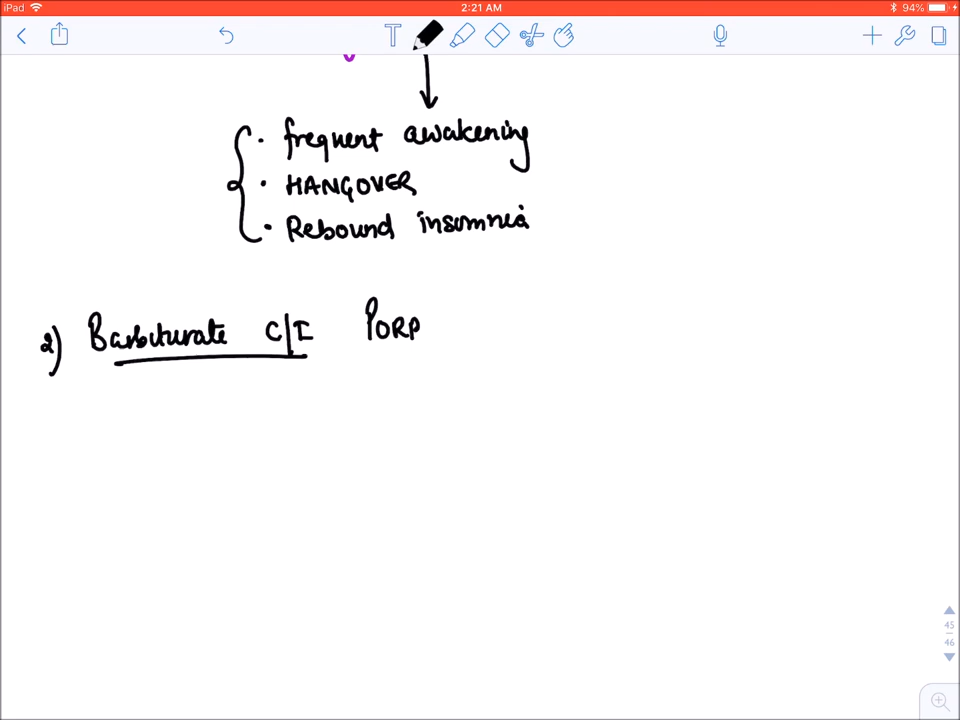 iPad 2:21 AM 94%
T
· frequent awakening
· HANGOVER
· Rebound insomnia
2) Barbiturate C/I PORP
45
46